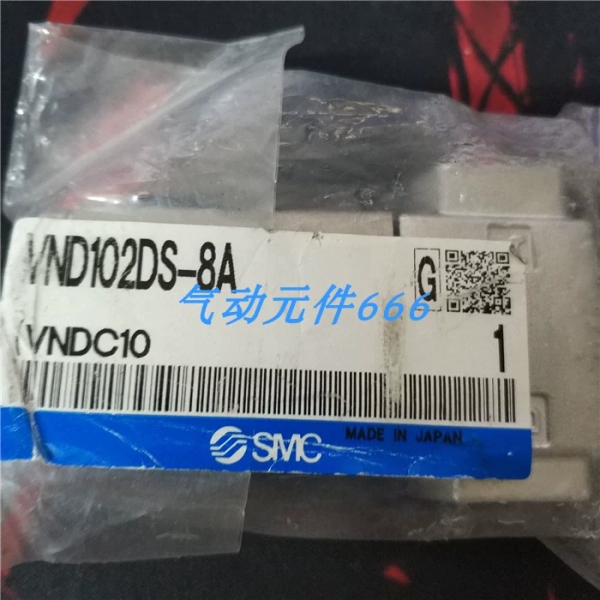 VND102DS-8A
G
气动元件666
VNDC10
1
SMC
MADE IN JAPAN